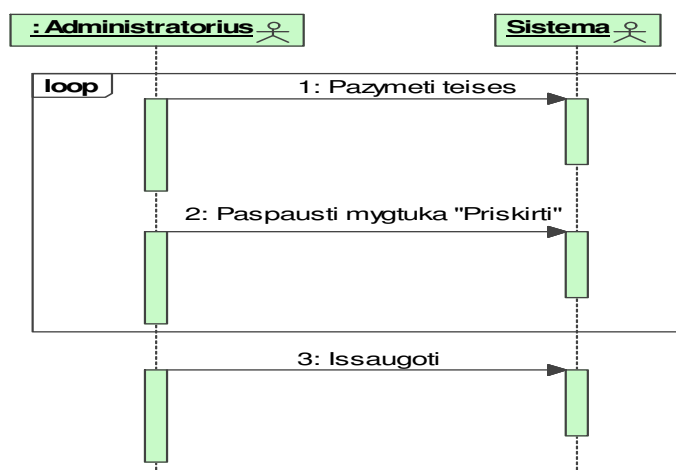 : Administratorius
Sistema
loop
1: Pazymeti teises
2: Paspausti mygtuka "Priskirti"
3: Issaugoti